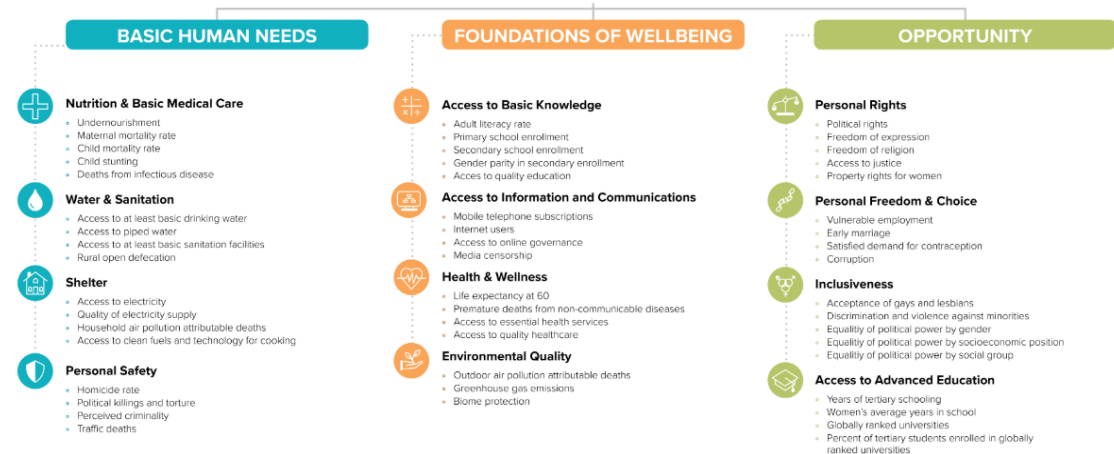 BASIC HUMAN NEEDS
Nutrition & Basic Medical Care
Undernourishment
Maternal mortality rate
Child mortality rate
Child stunting
Deaths from infectious disease
Water & Sanitation
Access to at least basic drinking water
Access to piped water
Access to at least basic sanitation facilities
Rural open defecation
Shelter
Access to electricity
Quality of electricity supply
Household air pollution attributable deaths
Access to clean fuels and technology for cooking
Personal Safety
Homicide rate
Political killings and torture
Perceived criminality
Traffic deaths
FOUNDATIONS OF WELLBEING
Access to Basic Knowledge
Adult literacy rate
Primary school enrollment
Secondary school enrollment
Gender parity in secondary enrollment
Acces to quality education
Access to Information and Communications
Mobile telephone subscriptions
Internet users
Access to online governance
Media censorship
Health & Wellness
Life expectancy at 60
Premature deaths from non-communicable diseases
Access to essential health services
Access to quality healthcare
Environmental Quality
Outdoor air pollution attributable deaths
Greenhouse gas emissions
Biome protection
OPPORTUNITY
Personal Rights
Political rights
Freedom of expression
Freedom of religion
Access to justice
Property rights for women
Personal Freedom & Choice
Vulnerable employment
Early marriage
Satisfied demand for contraception
Corruption
Inclusiveness
Acceptance of gays and lesbians
Discrimination and violence against minorities
Equality of political power by gender
Equality of political power by socioeconomic position
Equality of political power by social group
Access to Advanced Education
Years of tertiary schooling
Women's average years in school
Globally ranked universities
Percent of tertiary students enrolled in globally
ranked universities